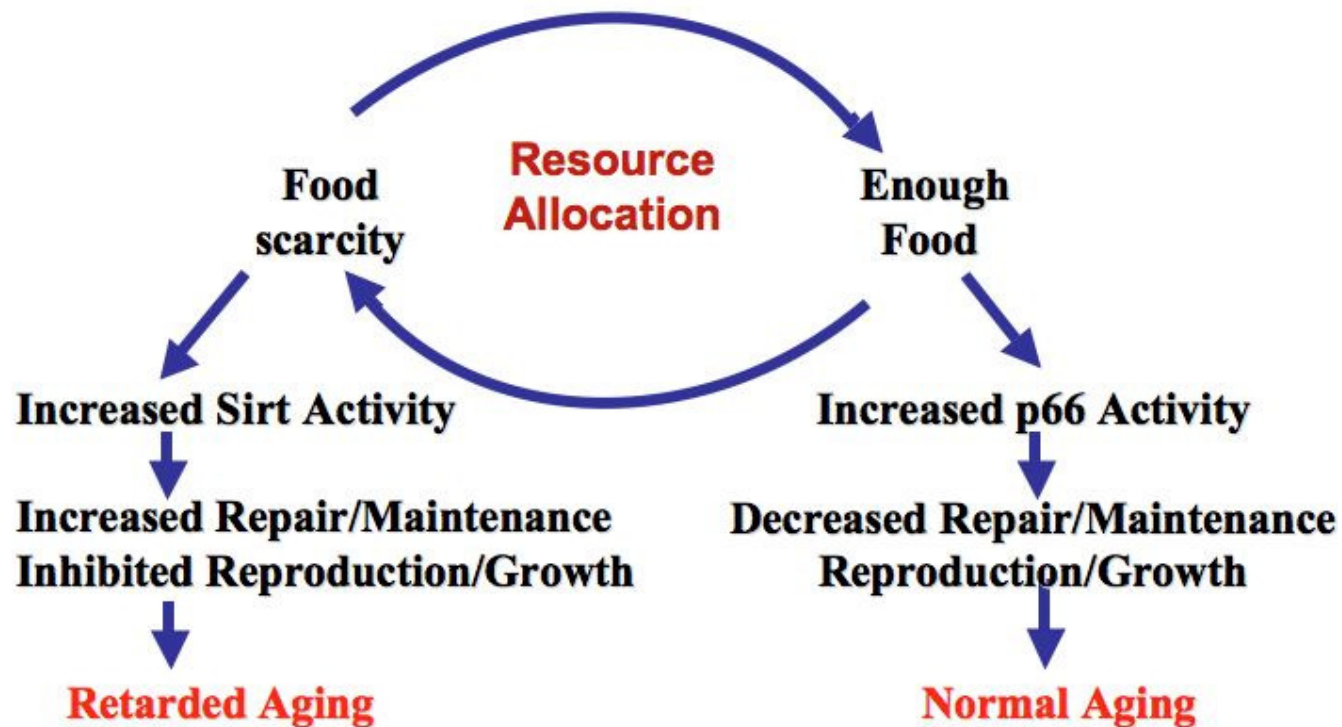 Resource
Allocation
Food
scarcity
Enough
Food
Increased Sirt Activity
Increased p66 Activity
Increased Repair/Maintenance
Inhibited Reproduction/Growth
Decreased Repair/Maintenance
Reproduction/Growth
Retarded Aging
Normal Aging